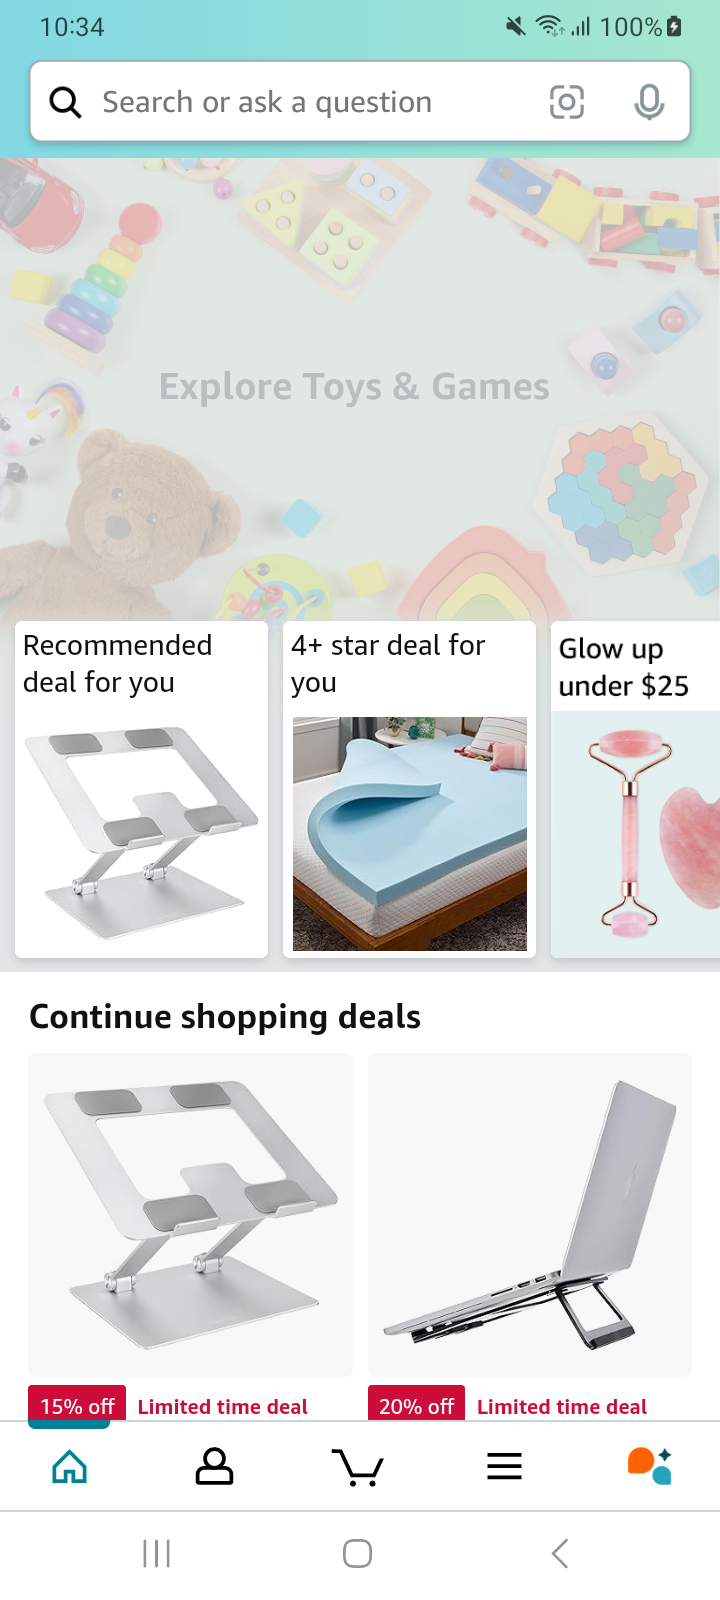 10:34
100%
Search or ask a question
Explore Toys & Games
Recommended
deal for you
4+ star deal for
you
Glow up
under $25
Continue shopping deals
15% off Limited time deal
20% off Limited time deal